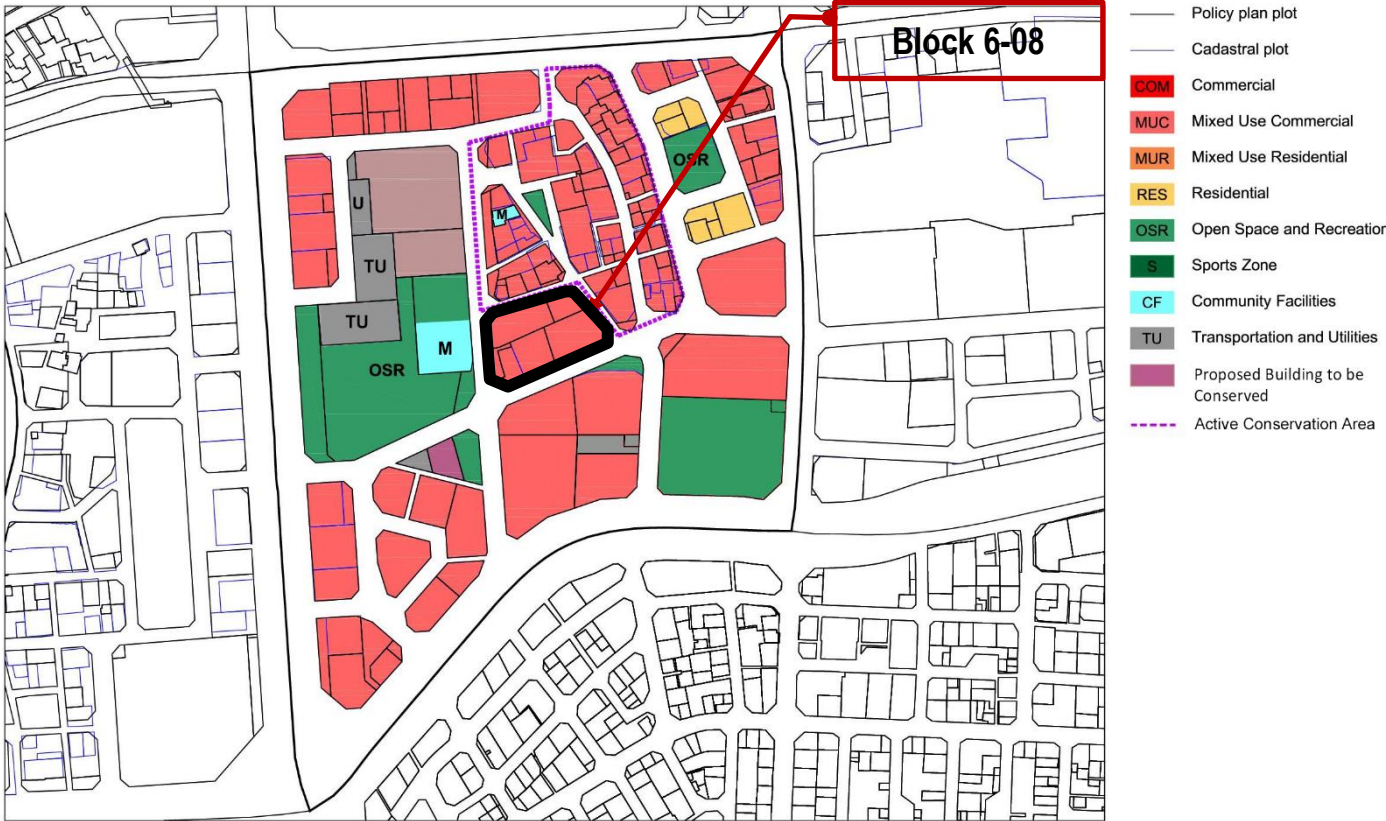 Block 6-08
Policy plan plot
Cadastral plot
COM Commercial
MUC Mixed Use Commercial
MUR Mixed Use Residential
RES Residential
OSR Open Space and Recreation
S Sports Zone
CF Community Facilities
TU Transportation and Utilities
Proposed Building to be
Conserved
Active Conservation Area
OSR
U
M
TU
TU
M
OSR